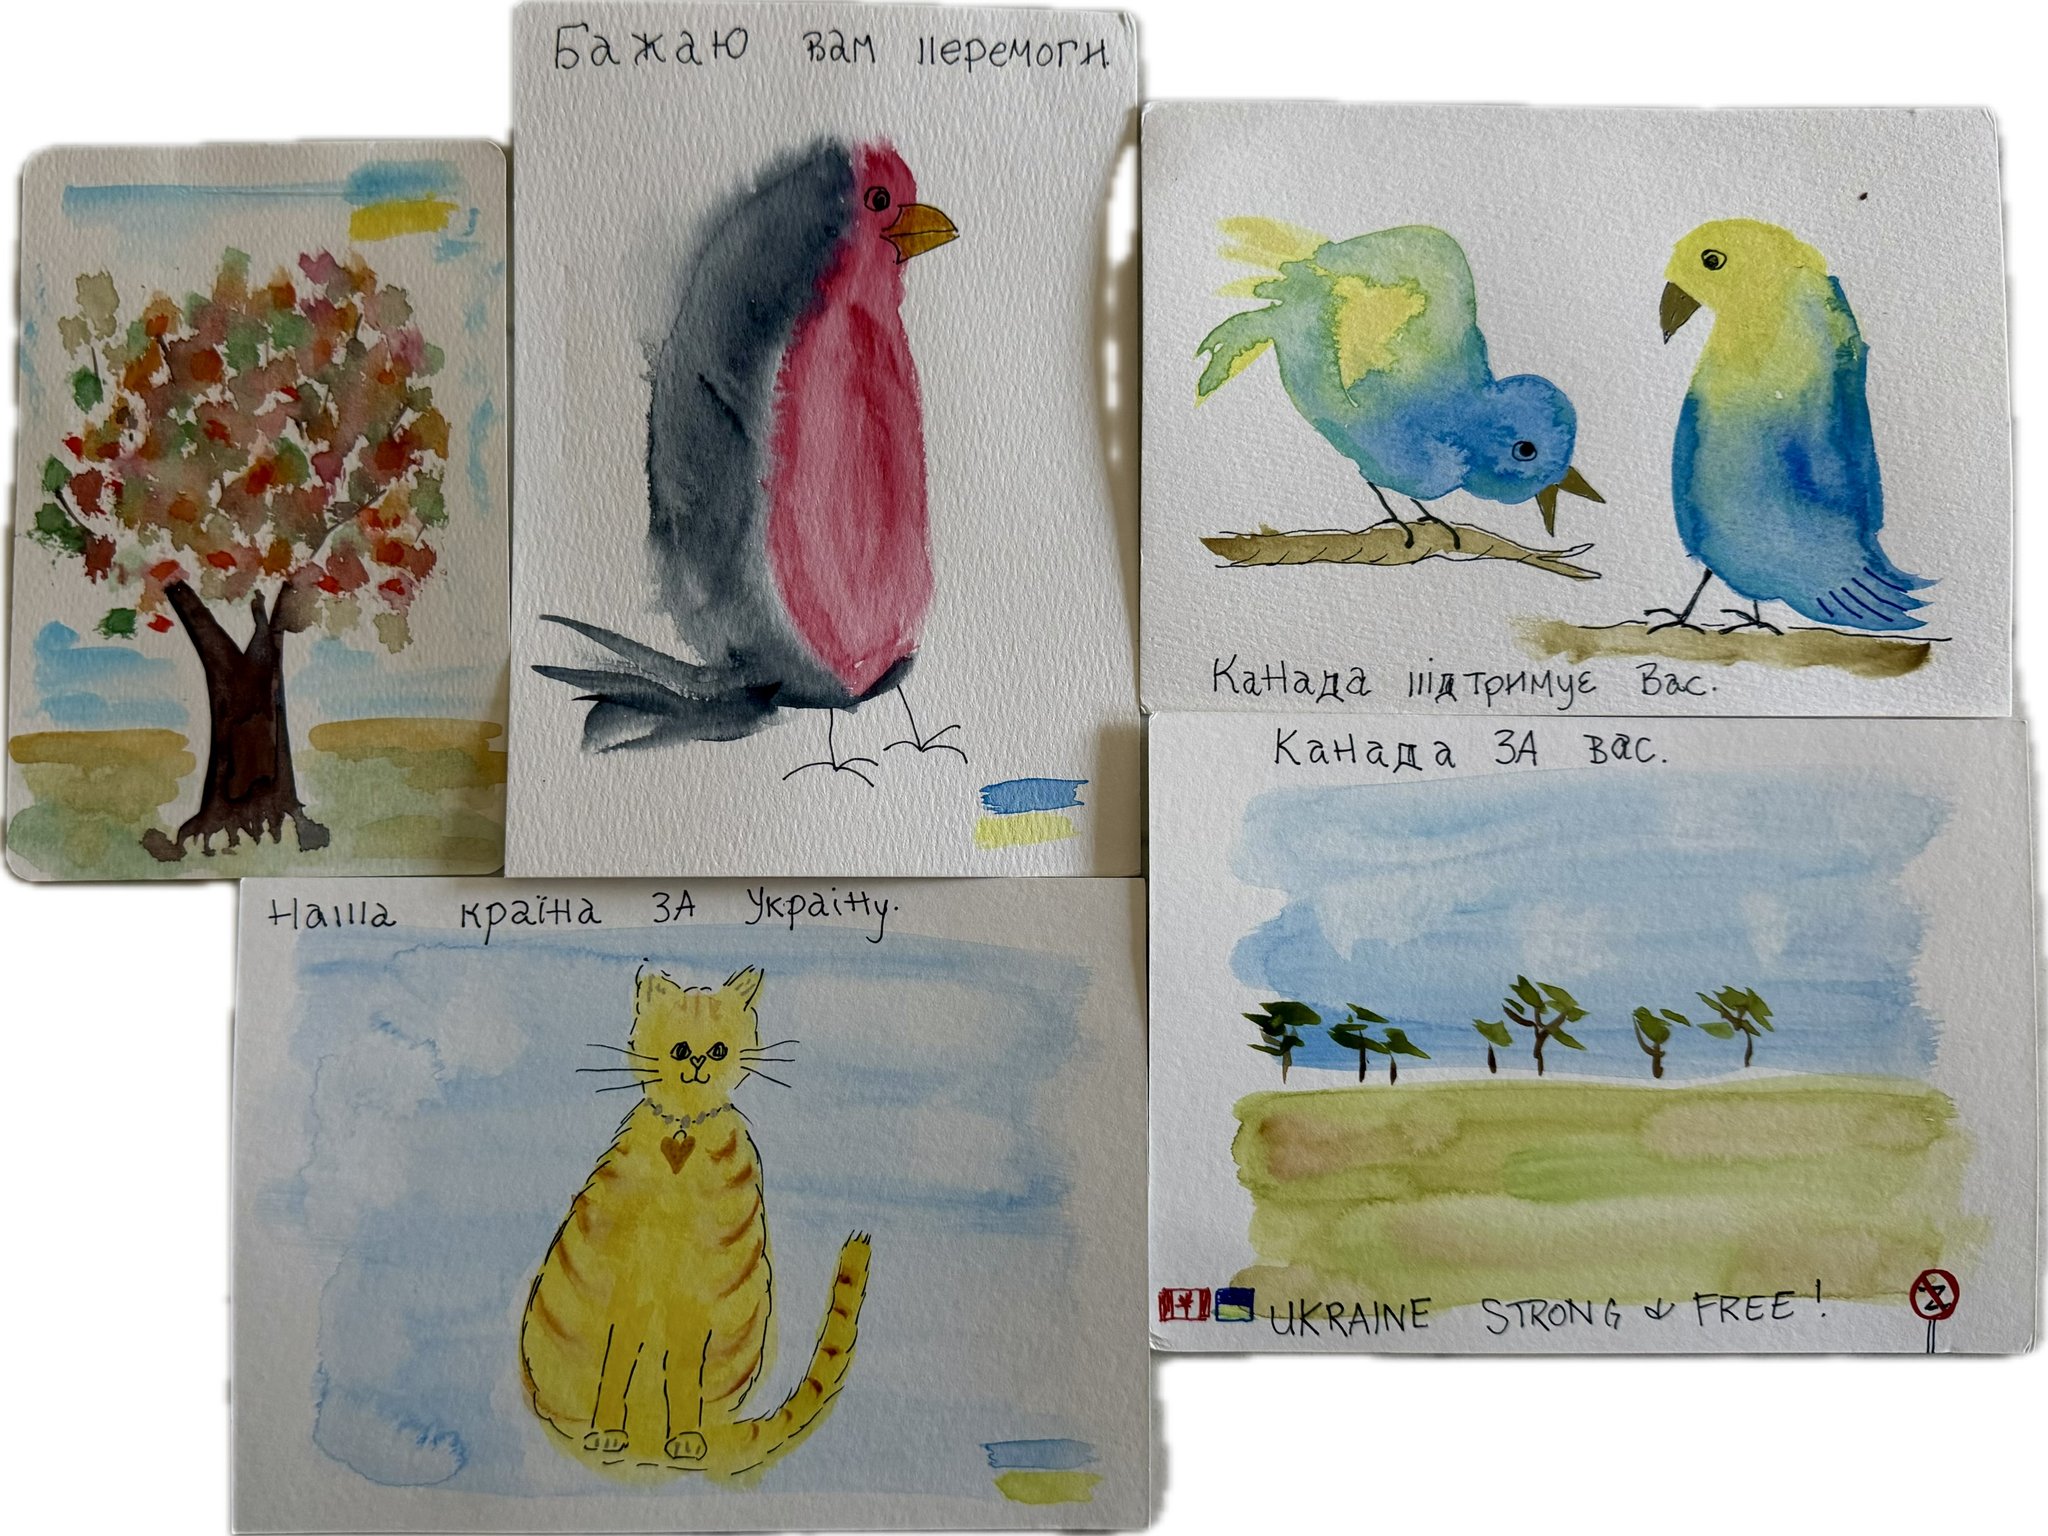 Бажаю вам перемоги.
Канада підтримує Вас.
Канада ЗА вас.
UKRAINE STRONG & FREE!
Z
Наша країна ЗА Україну.